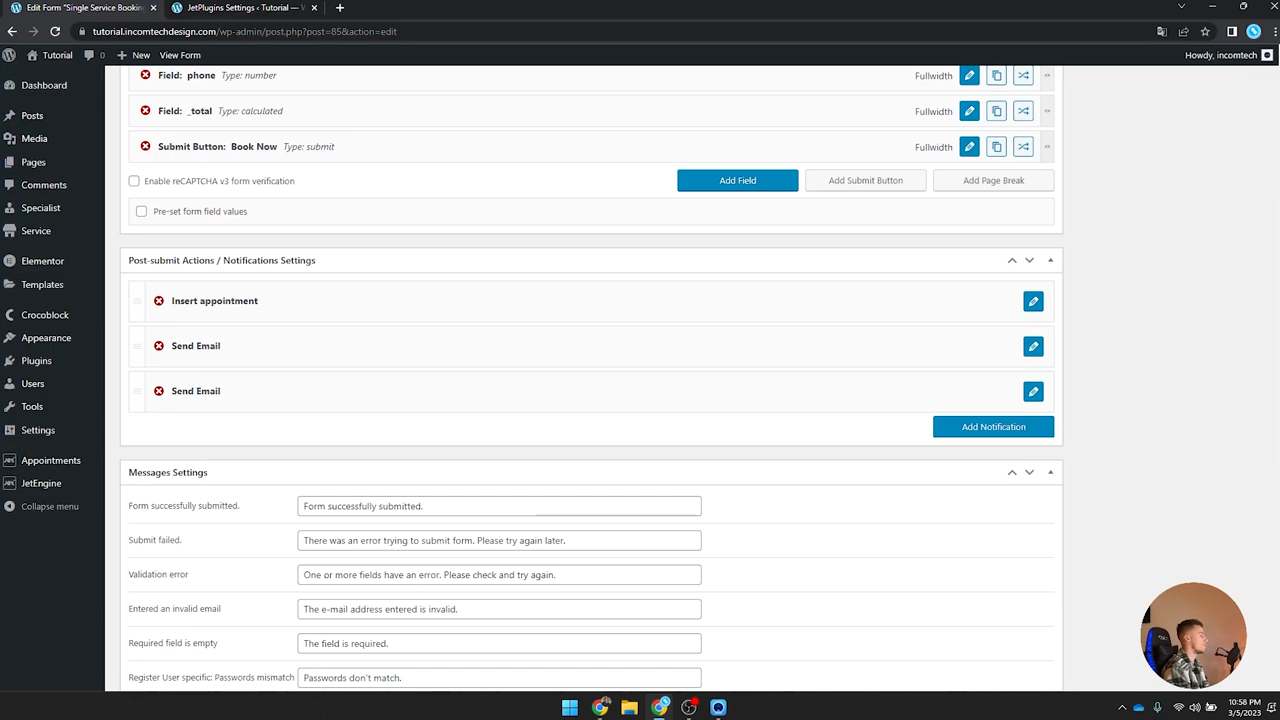 Edit Form "Single Service Booking
JetPlugins Settings ‹ Tutorial — V
tutorial.incomtechdesign.com/wp-admin/post.php?post=85&action=edit
Tutorial
0
New
View Form
Howdy, incomtech
Dashboard
Posts
Media
Pages
Comments
Specialist
Service
Elementor
Templates
Crocoblock
Appearance
Plugins
Users
Tools
Settings
Appointments
JetEngine
Collapse menu
Field: phone Type: number
Fullwidth
Field: _total Type: calculated
Fullwidth
Submit Button: Book Now Type: submit
Fullwidth
Enable reCAPTCHA v3 form verification
Add Field
Add Submit Button
Add Page Break
Pre-set form field values
Post-submit Actions / Notifications Settings
Insert appointment
Send Email
Send Email
Add Notification
Messages Settings
Form successfully submitted.
Form successfully submitted.
Submit failed.
There was an error trying to submit form. Please try again later.
Validation error
One or more fields have an error. Please check and try again.
Entered an invalid email
The e-mail address entered is invalid.
Required field is empty
The field is required.
Register User specific: Passwords mismatch
Passwords don't match.
10:58 PM
3/5/2023